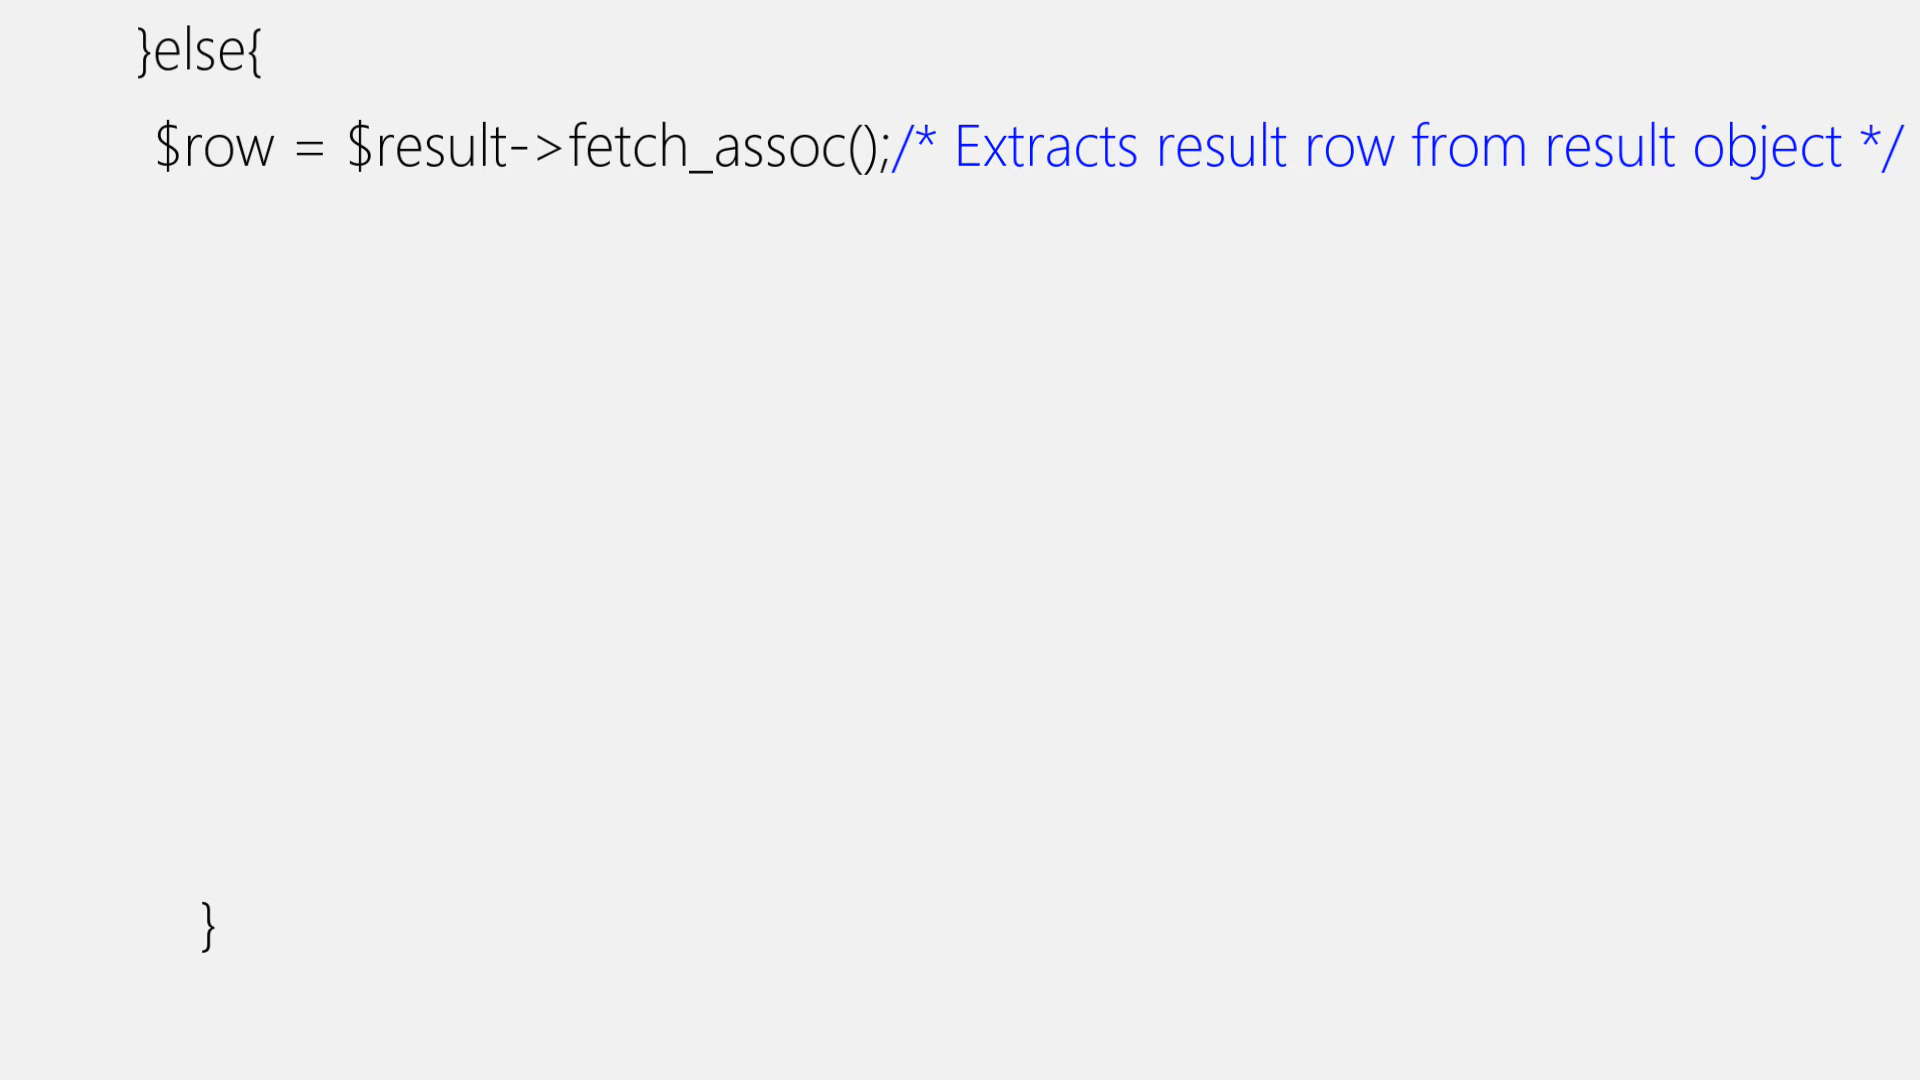 }else{
$row = $result->fetch_assoc();/* Extracts result row from result object */
}